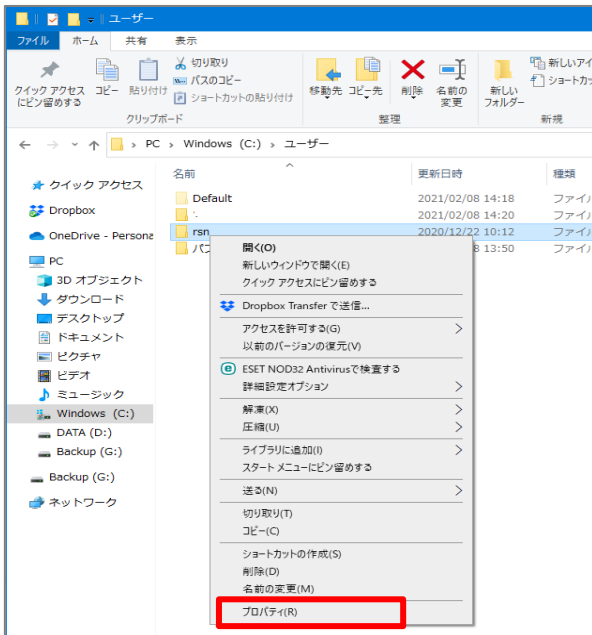 ユーザー
ファイル ホーム 共有 表示
クイック アクセスにピン留めする
コピー
貼り付け
切り取り
パスのコピー
ショートカットの貼り付け
クリップボード
移動先
コピー先
削除
名前の変更
整理
新しいフォルダー
新しいアイ
ショートカッ
新規
PC › Windows (C:) › ユーザー
名前 更新日時 種類
Default 2021/02/08 14:18 ファイル
2021/02/08 14:20 ファイル
rsn 2020/12/22 10:12 ファイル
パブ 8 13:50 ファイル
クイック アクセス
Dropbox
OneDrive - Persona
PC
3D オブジェクト
ダウンロード
デスクトップ
ドキュメント
ピクチャ
ビデオ
ミュージック
Windows (C:)
DATA (D:)
Backup (G:)
Backup (G:)
ネットワーク
開く(O)
新しいウィンドウで開く(E)
クイック アクセスにピン留めする
Dropbox Transfer で送信...
アクセスを許可する(G)
以前のバージョンの復元(V)
ESET NOD32 Antivirusで検査する
詳細設定オプション
解凍(X)
圧縮(U)
ライブラリに追加(I)
スタート メニューにピン留めする
送る(N)
切り取り(T)
コピー(C)
ショートカットの作成(S)
削除(D)
名前の変更(M)
プロパティ(R)